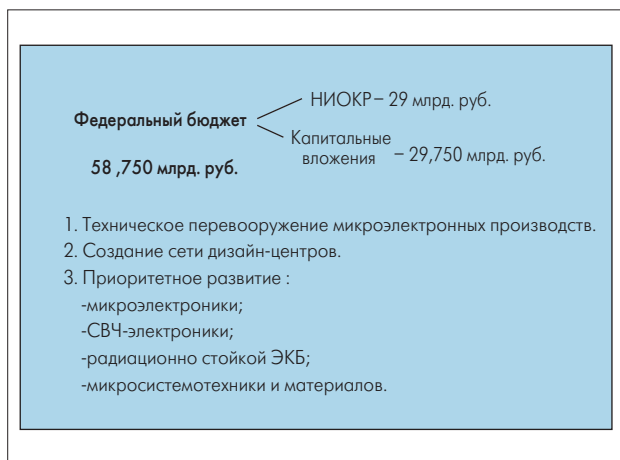 НИОКР – 29 млрд. руб.
Федеральный бюджет
Капитальные
вложения – 29,750 млрд. руб.
58 ,750 млрд. руб.
1. Техническое перевооружение микроэлектронных производств.
2. Создание сети дизайн-центров.
3. Приоритетное развитие :
-микроэлектроники;
-СВЧ-электроники;
-радиационно стойкой ЭКБ;
-микросистемотехники и материалов.